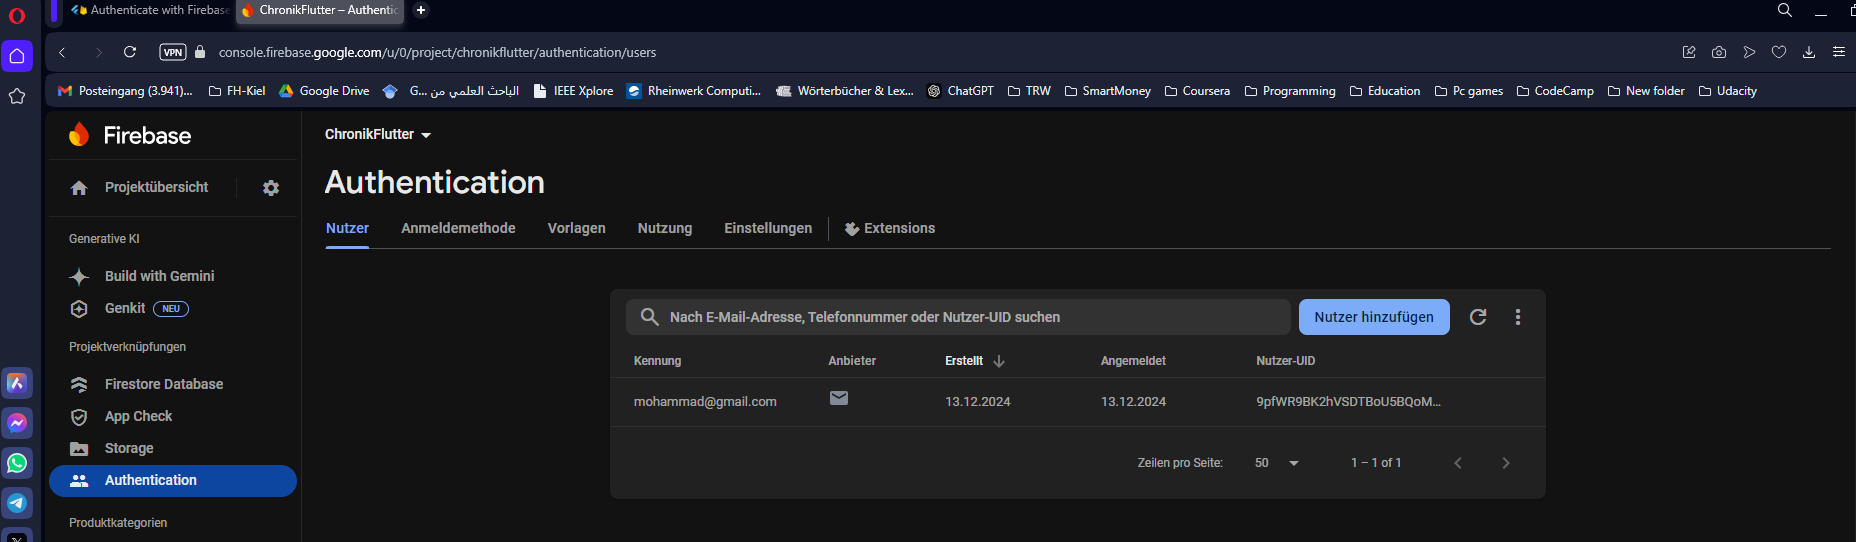 Authenticate with Firebase
ChronikFlutter – Authentic
VPN
console.firebase.google.com/u/0/project/chronikflutter/authentication/users
Posteingang (3.941)...
FH-Kiel
Google Drive
G... الباحث العلمي من
IEEE Xplore
Rheinwerk Computi...
Wörterbücher & Lex...
ChatGPT
TRW
SmartMoney
Coursera
Programming
Education
Pc games
CodeCamp
New folder
Udacity
Firebase
ChronikFlutter
Projektübersicht
Authentication
Nutzer
Anmeldemethode
Vorlagen
Nutzung
Einstellungen
Extensions
Generative KI
Build with Gemini
Genkit
NEU
Projektverknüpfungen
Firestore Database
App Check
Storage
Authentication
Produktkategorien
Nach E-Mail-Adresse, Telefonnummer oder Nutzer-UID suchen
Nutzer hinzufügen
Kennung
Anbieter
Erstellt
Angemeldet
Nutzer-UID
mohammad@gmail.com
13.12.2024
13.12.2024
9pfWR9BK2hVSDTBoU5BQoM...
Zeilen pro Seite:
50
1 – 1 of 1